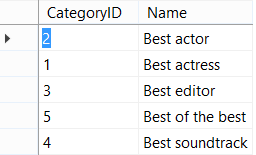 CategoryID Name
2 Best actor
1 Best actress
3 Best editor
5 Best of the best
4 Best soundtrack